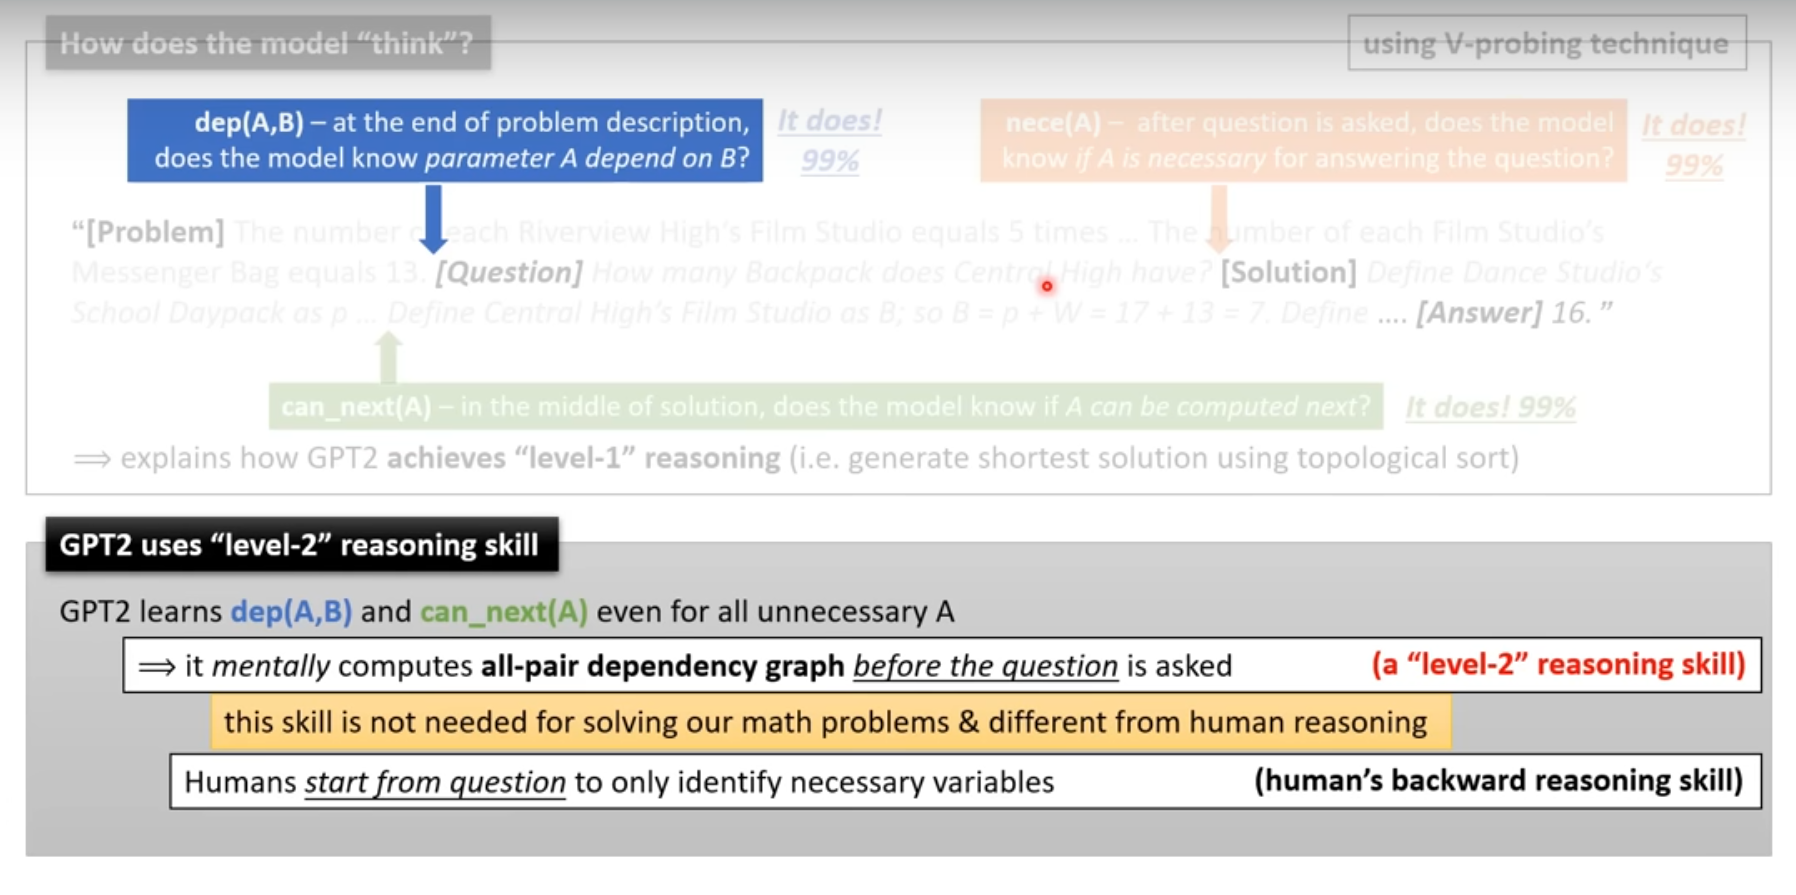 How does the model “think”?
using V-probing technique
dep(A,B) – at the end of problem description,
does the model know parameter A depend on B?
It does!
99%
nece(A) – after question is asked, does the model
know if A is necessary for answering the question?
It does!
99%
“[Problem] The number each Riverview High’s Film Studio equals 5 times ... The number of each Film Studio’s
Messenger Bag equals 13. [Question] How many Backpack does Central High have? [Solution] Define Dance Studio’s
School Daypack as p ... Define Central High’s Film Studio as B; so B = p + W = 17 + 13 = 7. Define .... [Answer] 16. ”
can_next(A) – in the middle of solution, does the model know if A can be computed next?
It does! 99%
⟹ explains how GPT2 achieves “level-1” reasoning (i.e. generate shortest solution using topological sort)
GPT2 uses “level-2” reasoning skill
GPT2 learns dep(A,B) and can_next(A) even for all unnecessary A
⟹ it mentally computes all-pair dependency graph before the question is asked
(a “level-2” reasoning skill)
this skill is not needed for solving our math problems & different from human reasoning
Humans start from question to only identify necessary variables
(human’s backward reasoning skill)